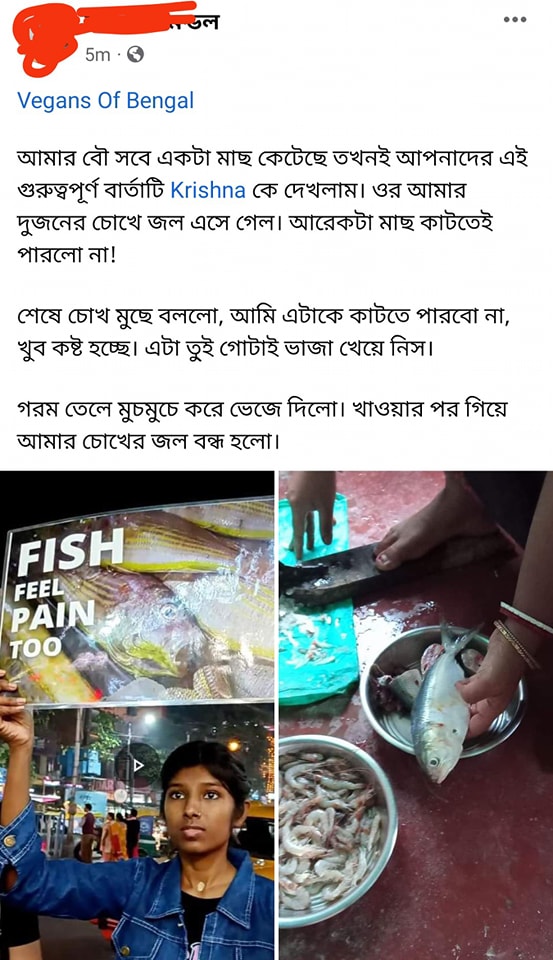 ডল
5m ·
Vegans Of Bengal
আমার বৌ সবে একটা মাছ কেটেছে তখনই আপনাদের এই
গুরুত্বপূর্ণ বার্তাটি Krishna কে দেখলাম। ওর আমার
দুজনের চোখে জল এসে গেল। আরেকটা মাছ কাটতেই
পারলো না!
শেষে চোখ মুছে বললো, আমি এটাকে কাটতে পারবো না,
খুব কষ্ট হচ্ছে। এটা তুই গোটাই ভাজা খেয়ে নিস।
গরম তেলে মুচমুচে করে ভেজে দিলো। খাওয়ার পর গিয়ে
আমার চোখের জল বন্ধ হলো।
FISH
FEEL
PAIN
TOO